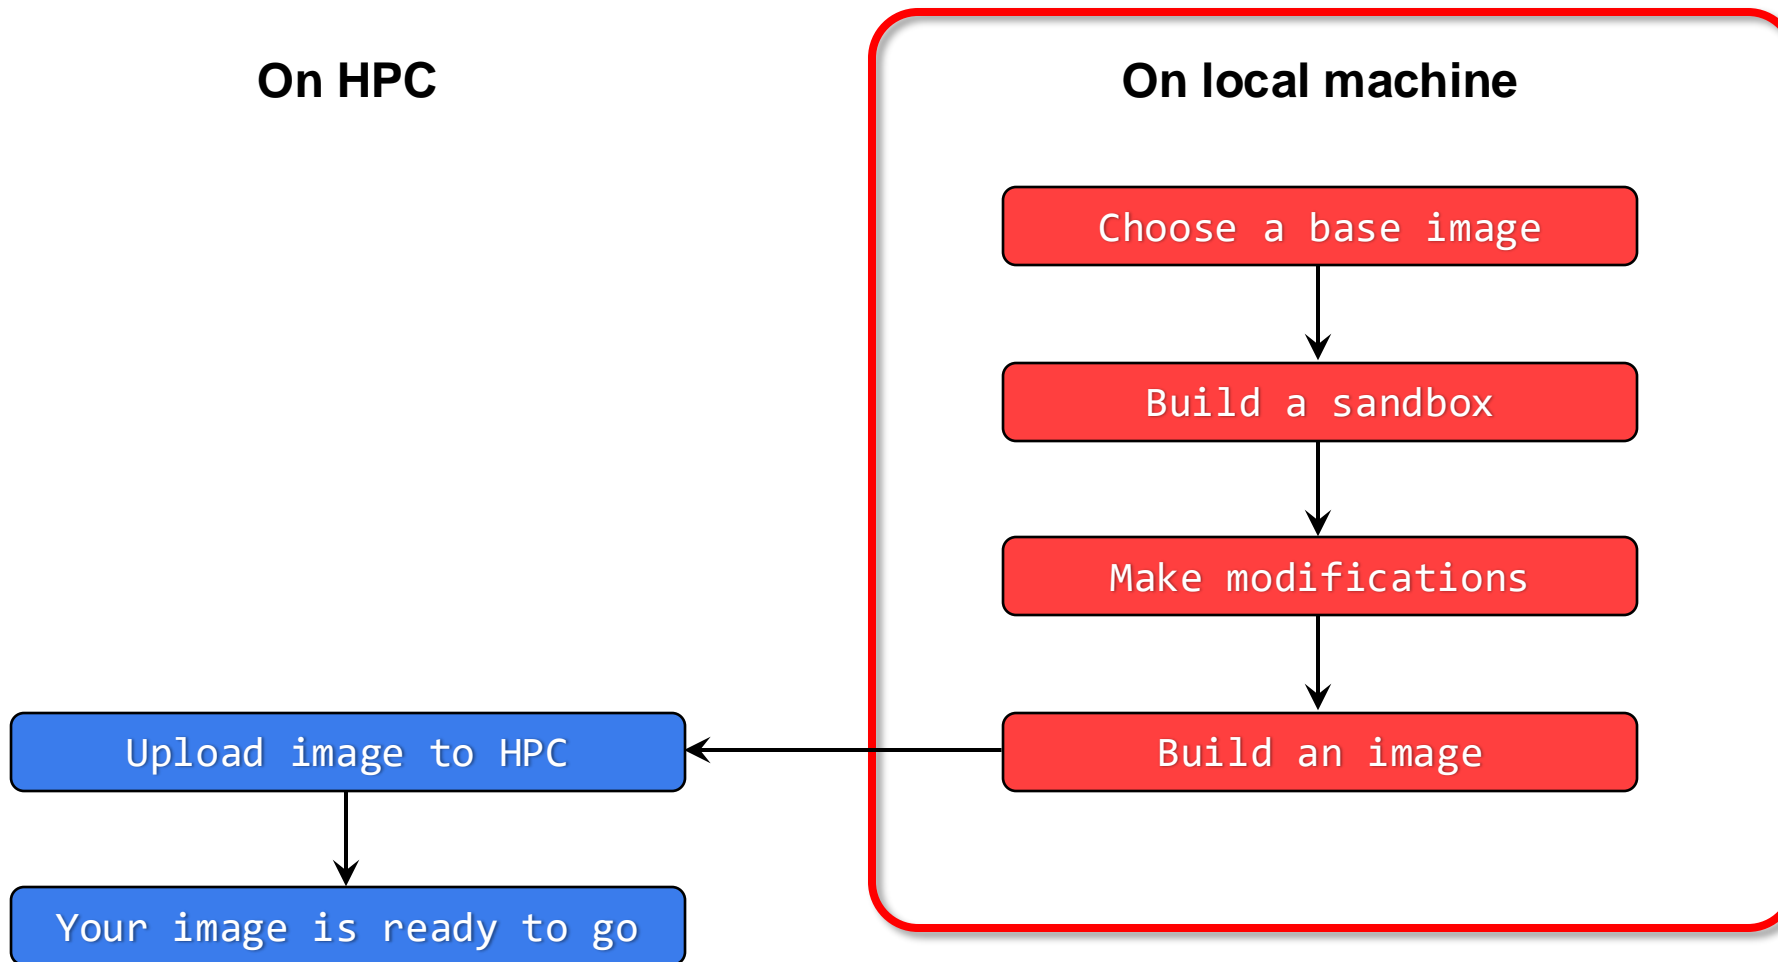 On HPC
On local machine
Choose a base image
Build a sandbox
Make modifications
Build an image
Upload image to HPC
Your image is ready to go